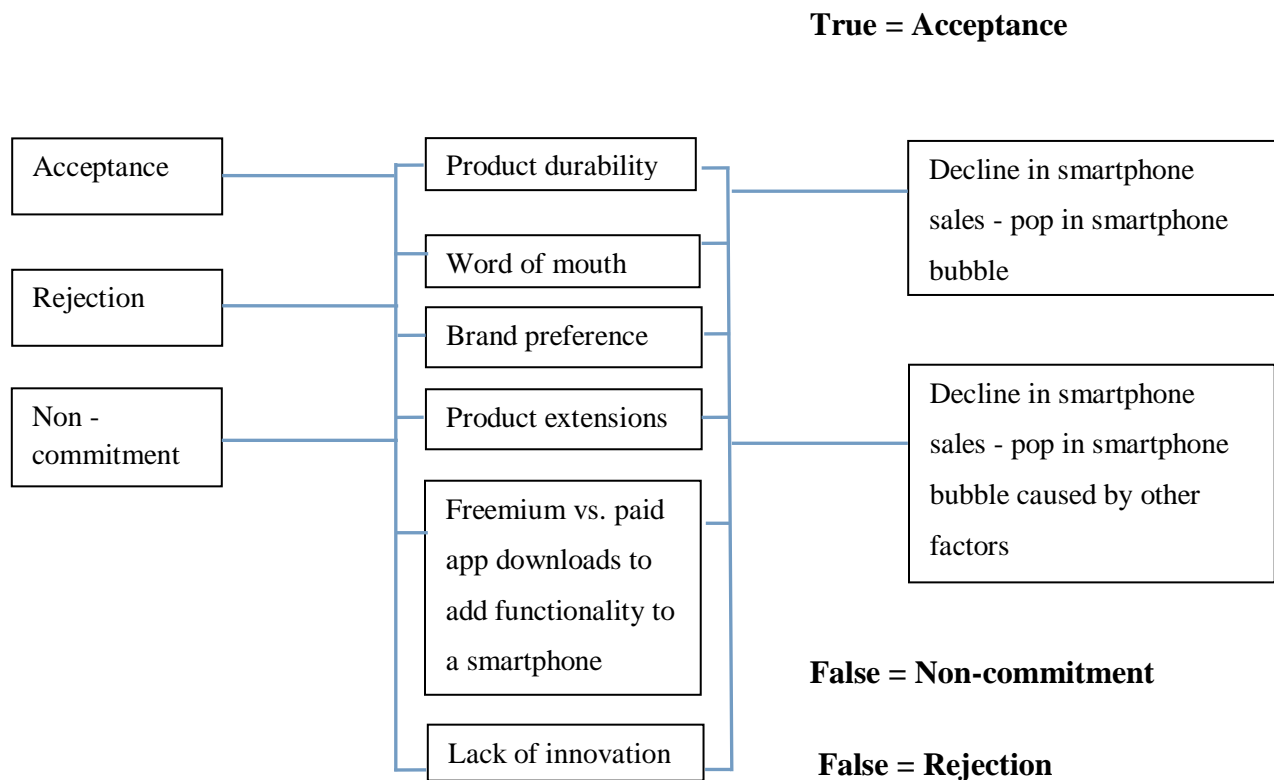 True = Acceptance
Acceptance
Rejection
Non -
commitment
Product durability
Word of mouth
Brand preference
Product extensions
Freemium vs. paid
app downloads to
add functionality to
a smartphone
Lack of innovation
Decline in smartphone
sales - pop in smartphone
bubble
Decline in smartphone
sales - pop in smartphone
bubble caused by other
factors
False = Non-commitment
False = Rejection